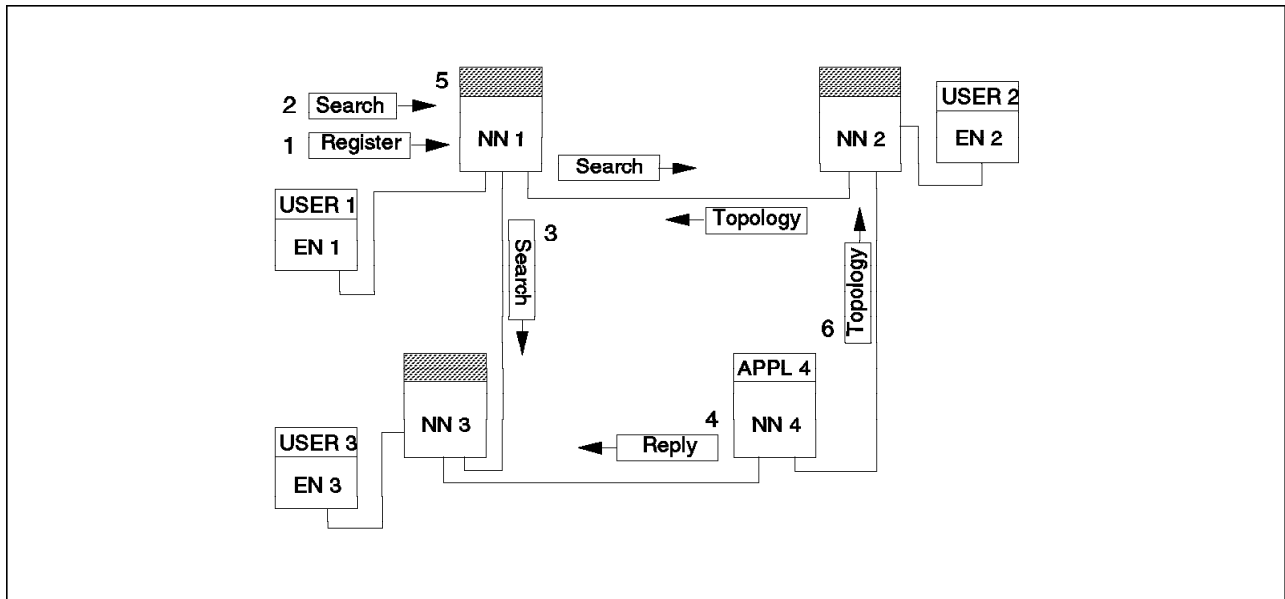 5
2 Search
1 Register
NN 1
NN 2
USER 2
EN 2
Search
USER 1
EN 1
Topology
3
Search
Topology
6
APPL 4
NN 4
NN 3
4
Reply
USER 3
EN 3